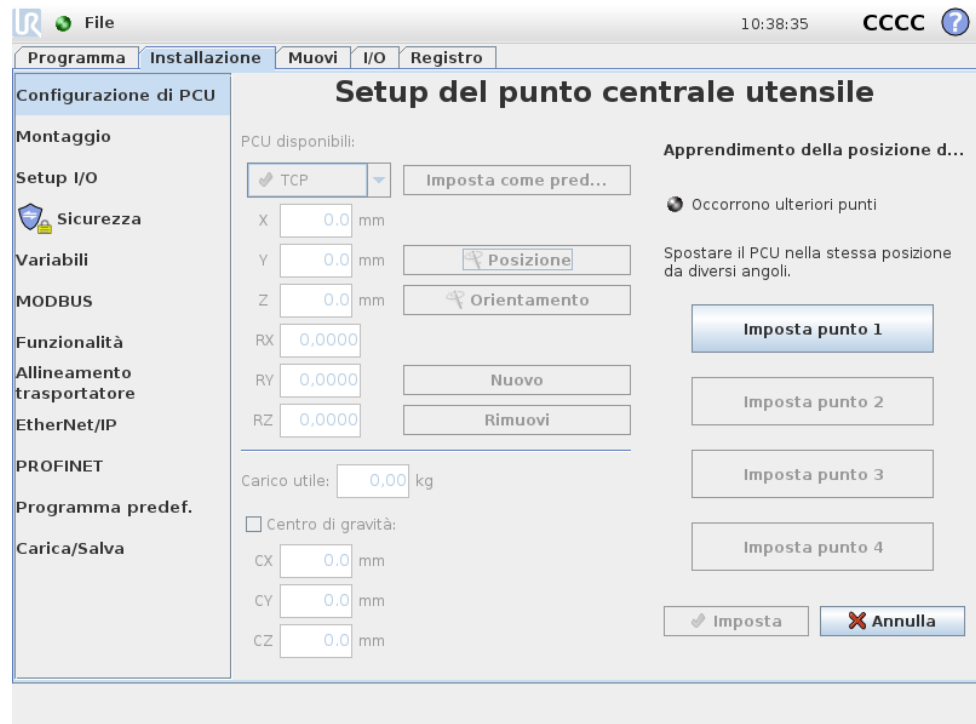 UR File 10:38:35 CCCC ?
Programma Installazione Muovi I/O Registro
Configurazione di PCU
Montaggio
Setup I/O
Sicurezza
Variabili
MODBUS
Funzionalità
Allineamento
trasportatore
EtherNet/IP
PROFINET
Programma predef.
Carica/Salva
Setup del punto centrale utensile
PCU disponibili:
TCP Imposta come pred...
X 0.0 mm
Y 0.0 mm Posizione
Z 0.0 mm Orientamento
RX 0,0000
RY 0,0000 Nuovo
RZ 0,0000 Rimuovi
Carico utile: 0,00 kg
Centro di gravità:
CX 0.0 mm
CY 0.0 mm
CZ 0.0 mm
Apprendimento della posizione d...
Occorrono ulteriori punti
Spostare il PCU nella stessa posizione
da diversi angoli.
Imposta punto 1
Imposta punto 2
Imposta punto 3
Imposta punto 4
Imposta Annulla